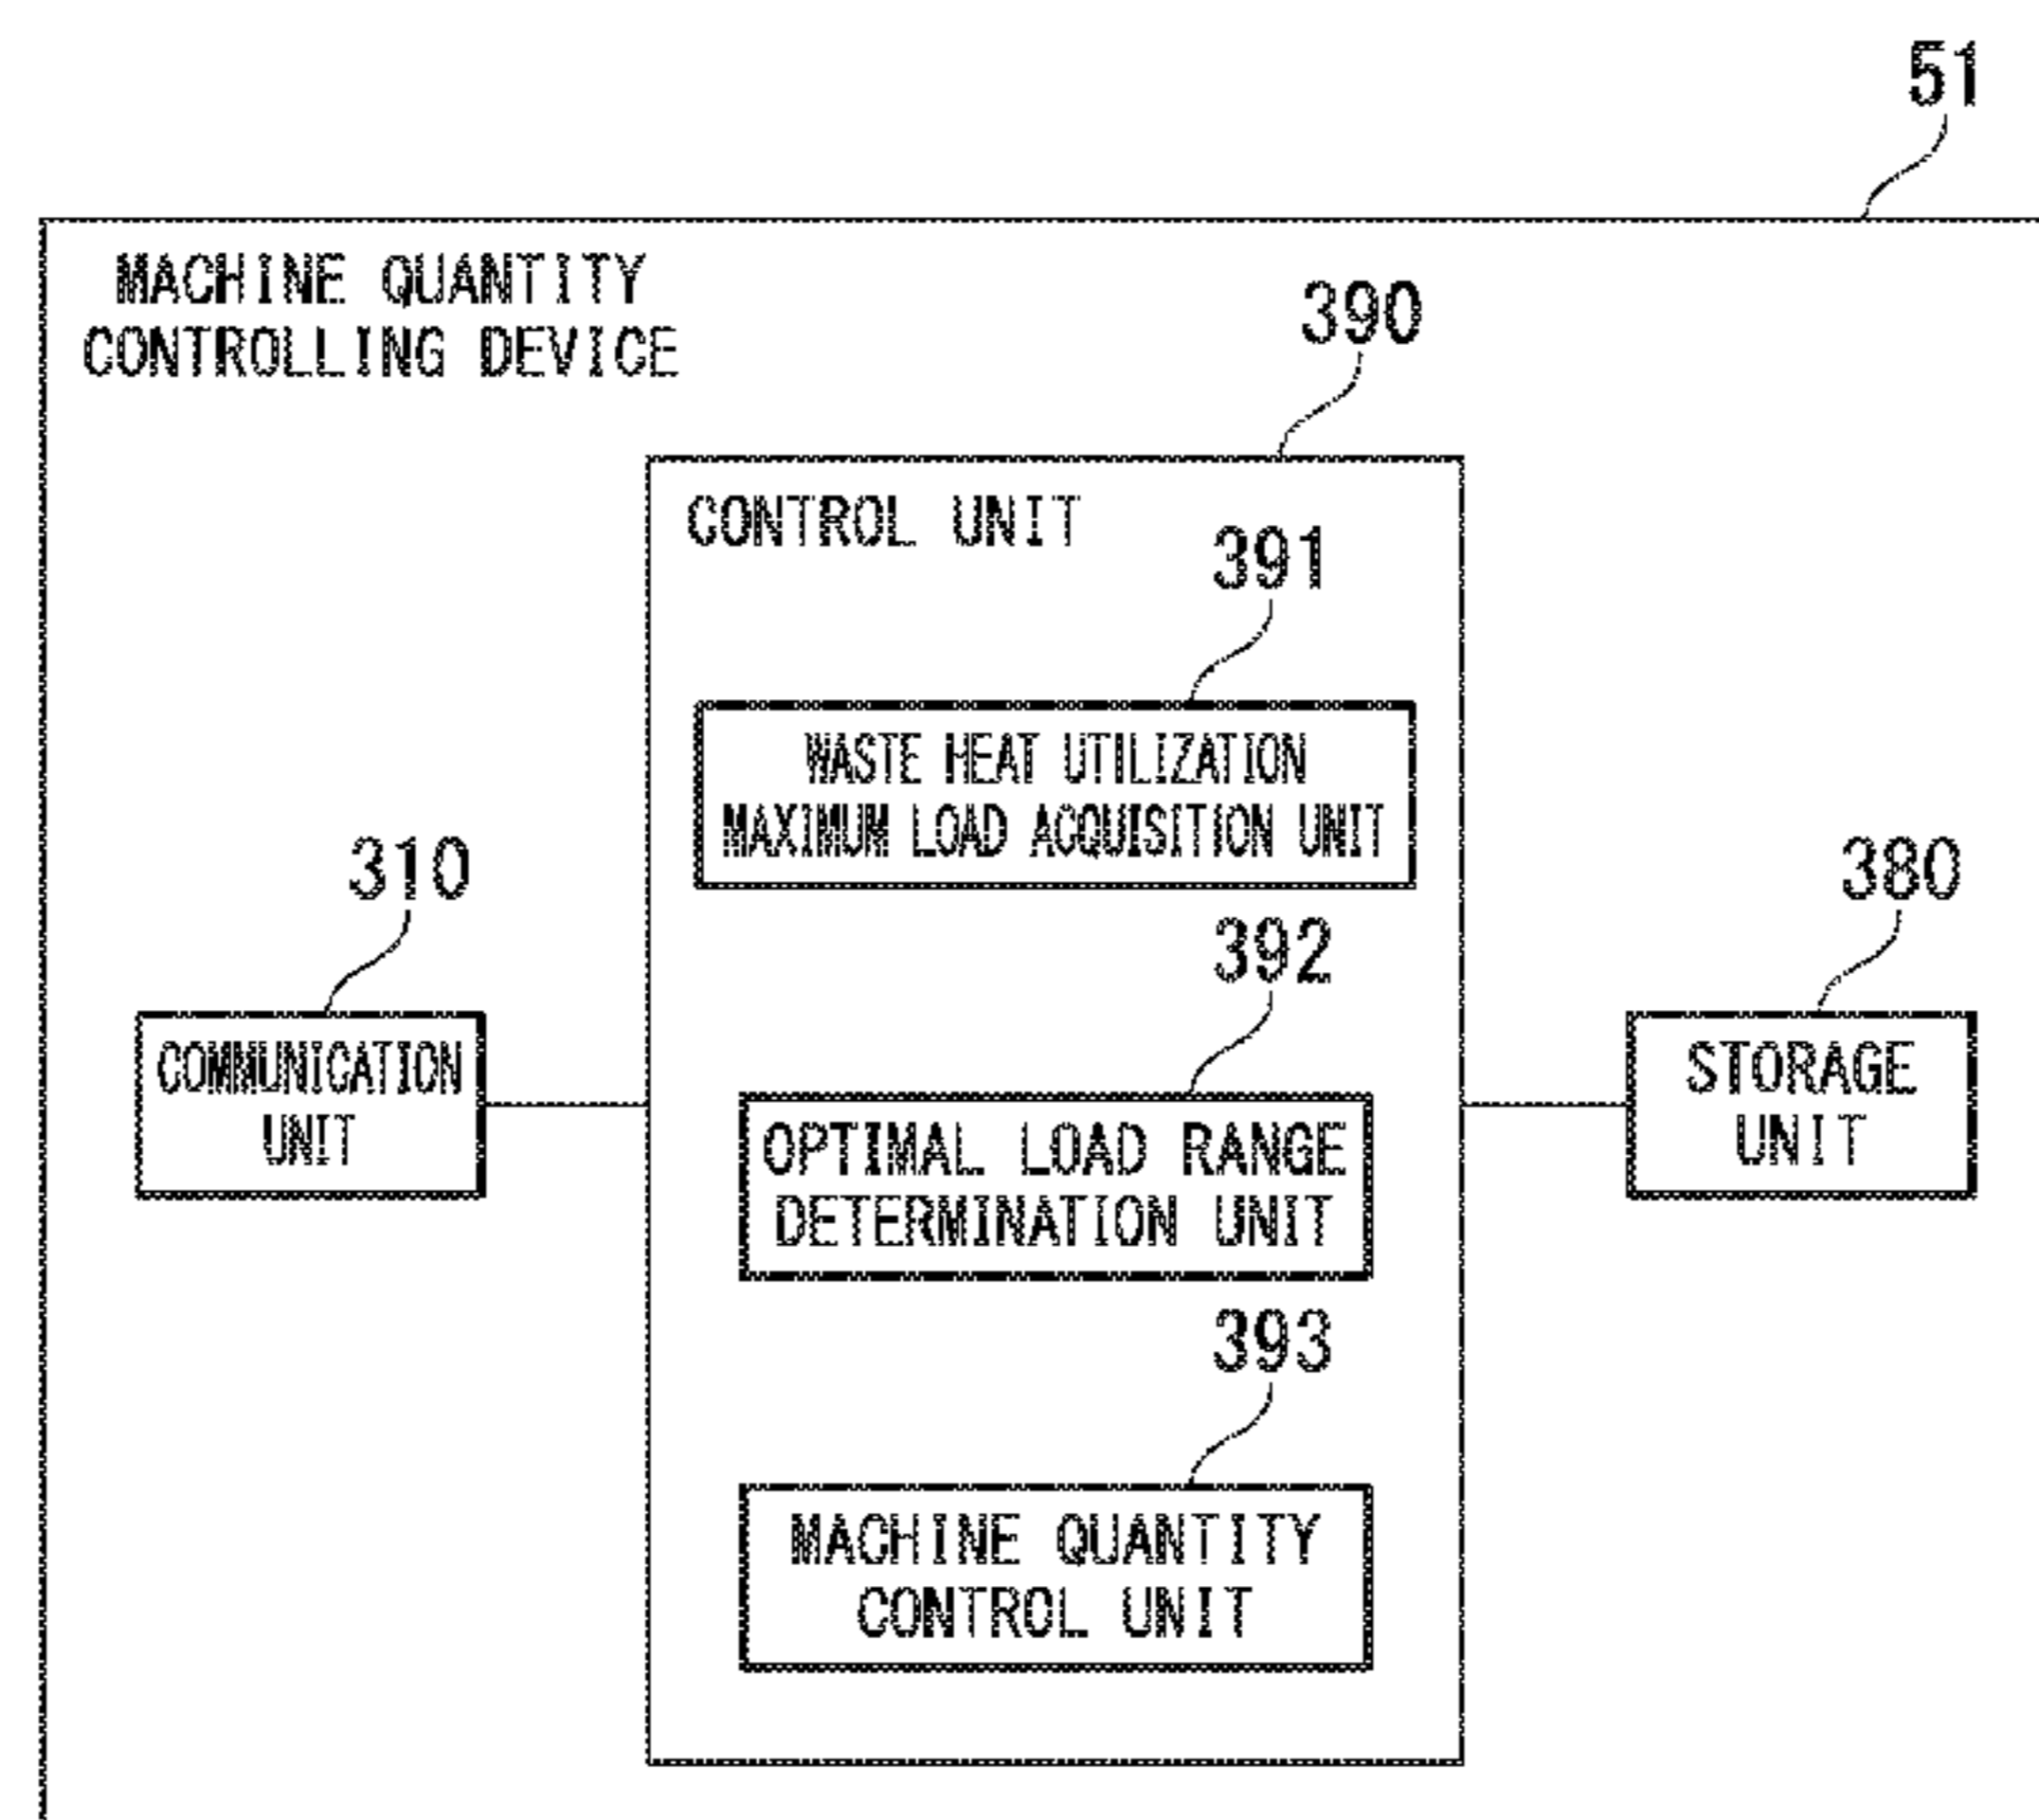 51
MACHINE QUANTITY
CONTROLLING DEVICE
390
CONTROL UNIT
391
WASTE HEAT UTILIZATION
MAXIMUM LOAD ACQUISITION UNIT
310
380
392
COMMUNICATION
UNIT
STORAGE
UNIT
OPTIMAL LOAD RANGE
DETERMINATION UNIT
393
MACHINE QUANTITY
CONTROL UNIT